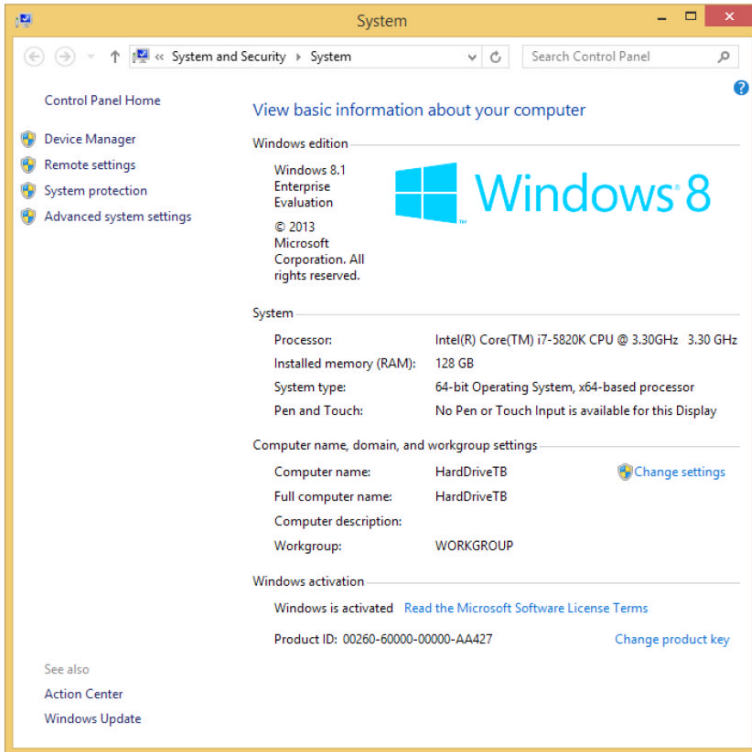 System
System and Security
System
Search Control Panel
Control Panel Home
Device Manager
Remote settings
System protection
Advanced system settings
View basic information about your computer
Windows edition
Windows 8.1
Enterprise
Evaluation
© 2013
Microsoft
Corporation. All
rights reserved.
Windows® 8
System
Processor: Intel(R) Core(TM) i7-5820K CPU @ 3.30GHz 3.30 GHz
Installed memory (RAM): 128 GB
System type: 64-bit Operating System, x64-based processor
Pen and Touch: No Pen or Touch Input is available for this Display
Computer name, domain, and workgroup settings
Computer name: HardDriveTB Change settings
Full computer name: HardDriveTB
Computer description:
Workgroup: WORKGROUP
Windows activation
Windows is activated Read the Microsoft Software License Terms
Product ID: 00260-60000-00000-AA427 Change product key
See also
Action Center
Windows Update